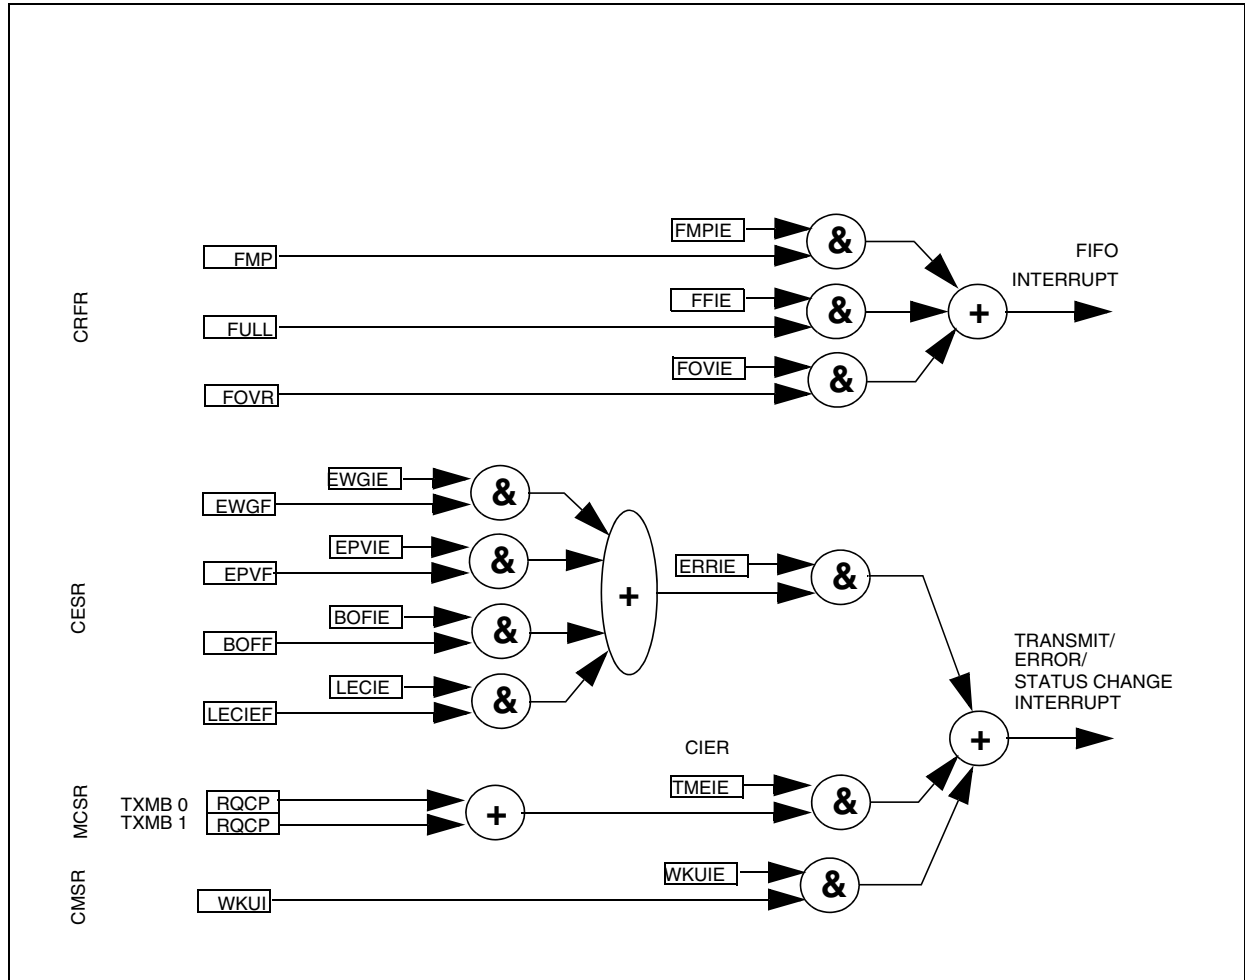 FMPIE
&
FMP
FIFO
INTERRUPT
CRFR
FFIE
&
+
FULL
FOVIE
&
FOVR
EWGIE
&
EWGF
EPVIE
&
EPVF
ERRIE
&
CESR
+
BOFIE
&
BOFF
LECIE
&
LECIEF
TRANSMIT/
ERROR/
STATUS CHANGE
INTERRUPT
+
CIER
MCSR
TXMB 0
RQCP
TXMB 1
RQCP
+
TMEIE
&
CMSR
WKUIE
&
WKUI